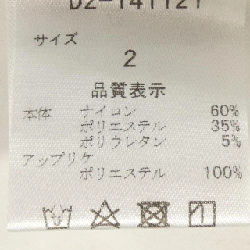 D2-141121
サイズ
2
品質表示
本体 ナイロン 60%
ポリエステル 35%
ポリウレタン 5%
アップリケ
ポリエステル 100%